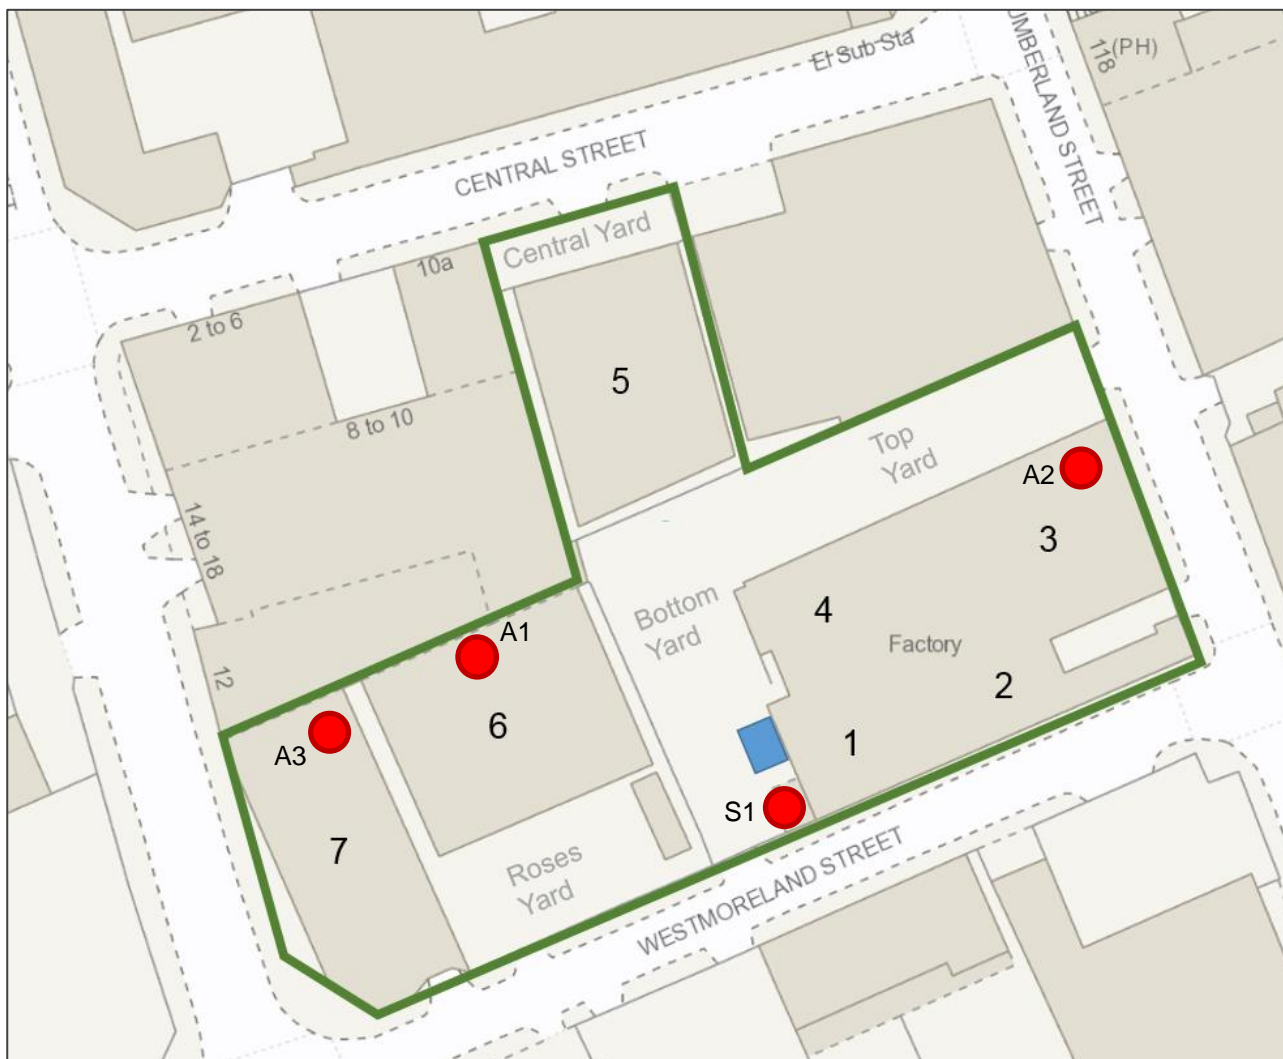 El Sub Sta
UMBERLAND STREET
118
(PH)
CENTRAL STREET
Central Yard
10a
2 to 6
5
8 to 10
Top
Yard
A2
14 to 18
3
Bottom
Yard
4
A1
Factory
12
2
6
1
A3
S1
7
Roses
Yard
WESTMORELAND STREET